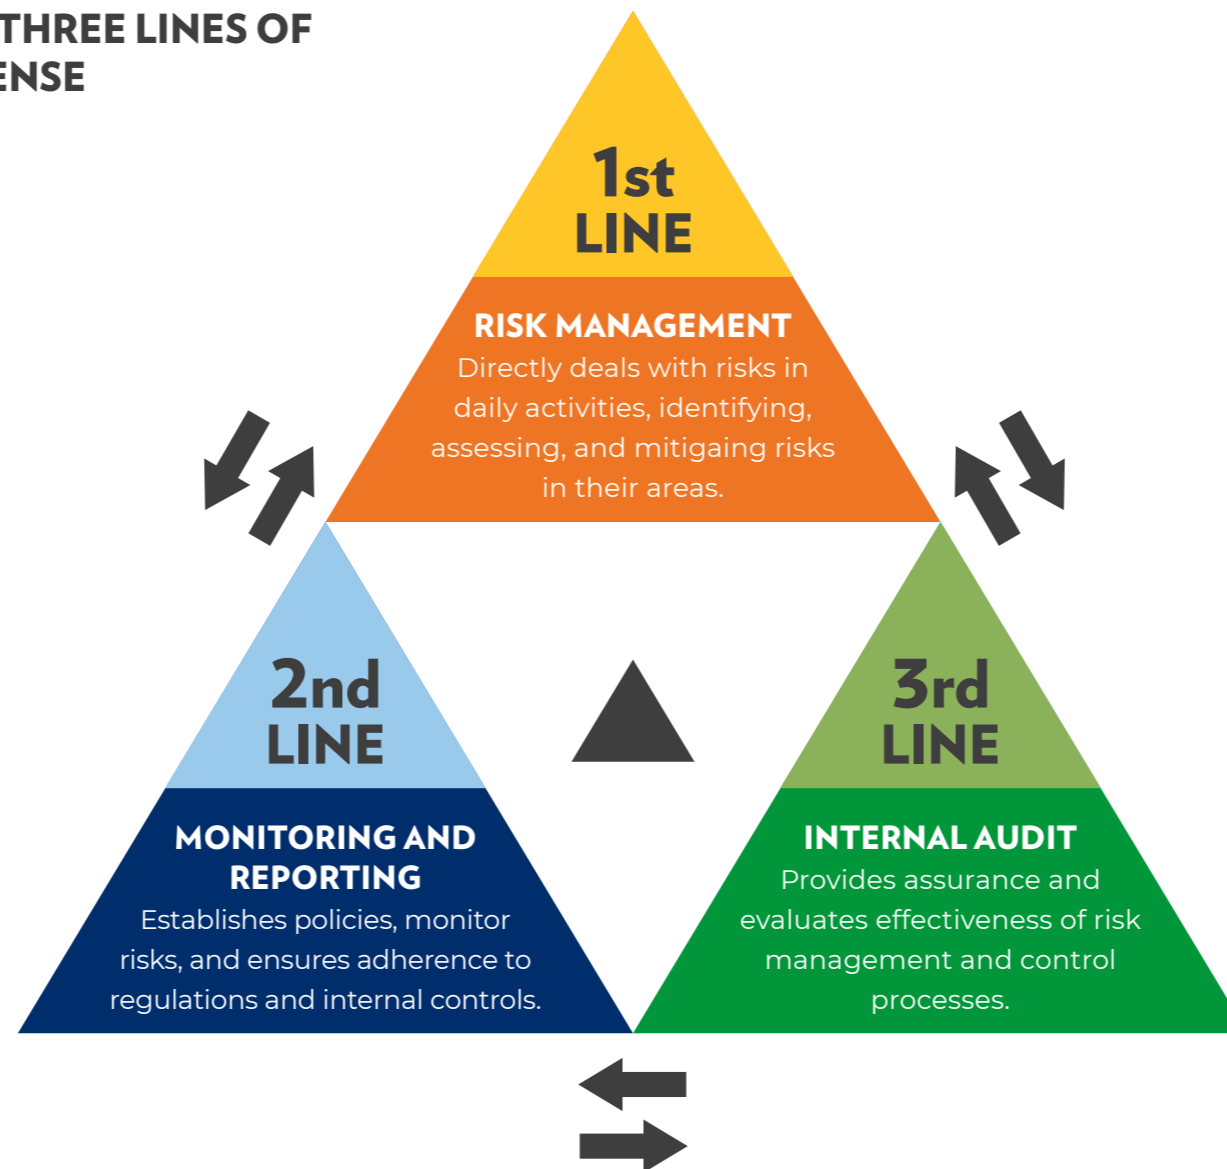 THREE LINES OF
ENSE
1st
LINE
RISK MANAGEMENT
Directly deals with risks in
daily activities, identifying,
assessing, and mitigaing risks
in their areas.
2nd
LINE
MONITORING AND
REPORTING
Establishes policies, monitor
risks, and ensures adherence to
regulations and internal controls.
3rd
LINE
INTERNAL AUDIT
Provides assurance and
evaluates effectiveness of risk
management and control
processes.